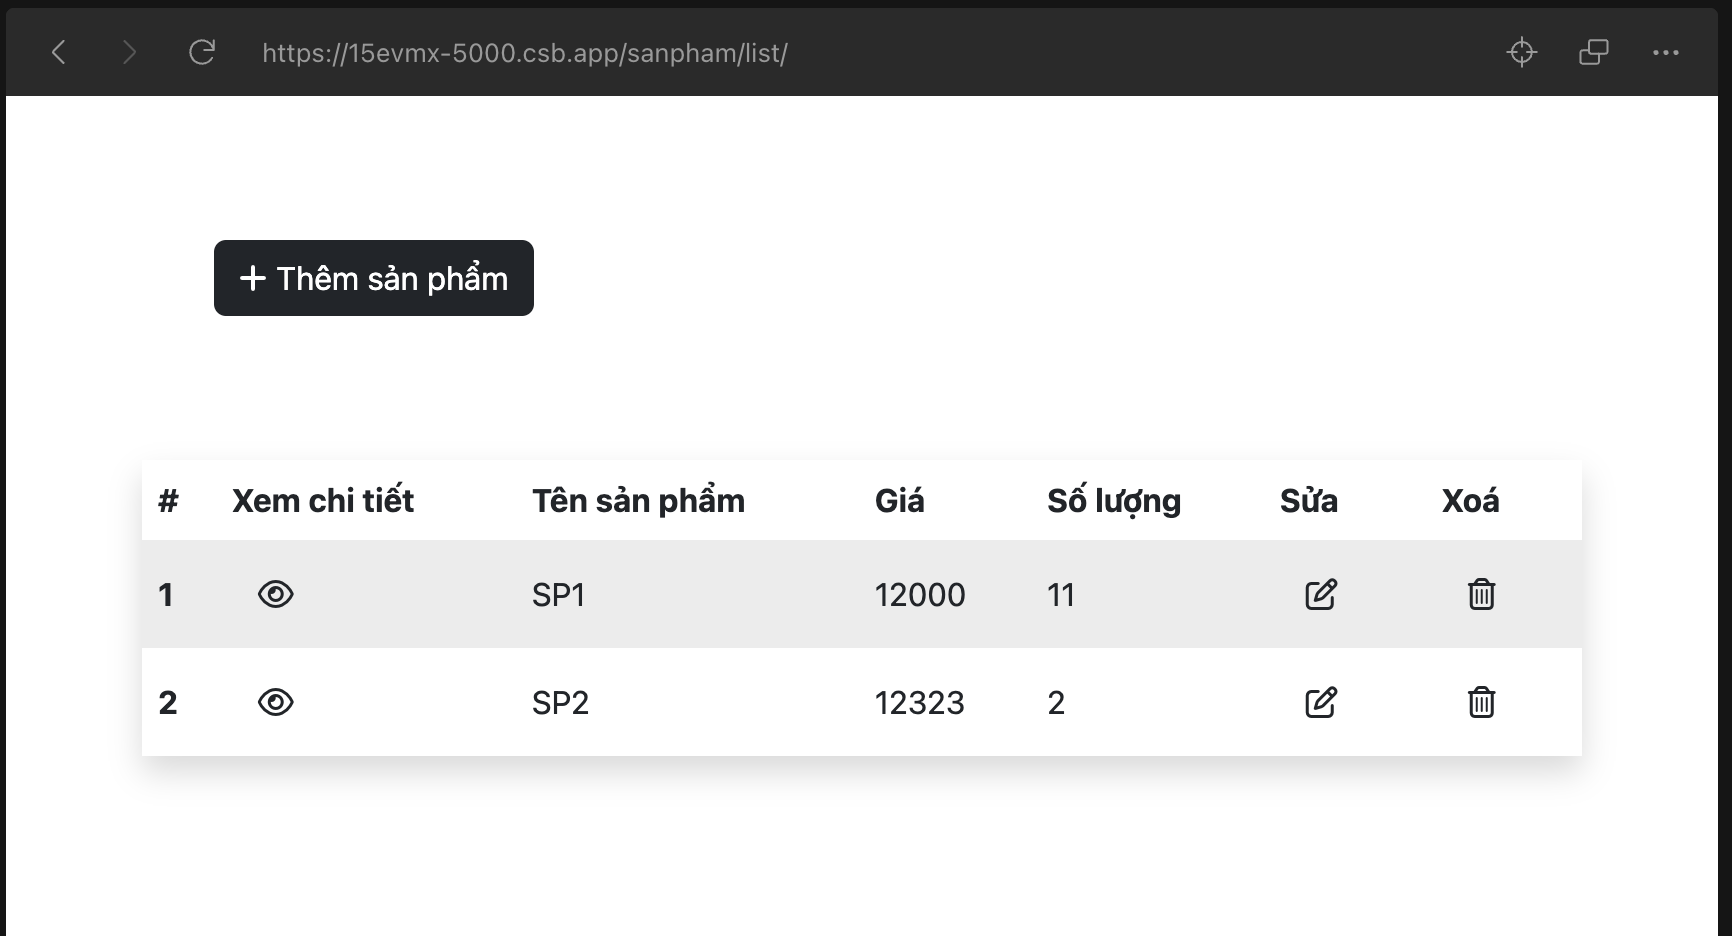 https://15evmx-5000.csb.app/sanpham/list/
Thêm sản phẩm
# Xem chi tiết Tên sản phẩm Giá Số lượng Sửa Xoá
1 SP1 12000 11
2 SP2 12323 2